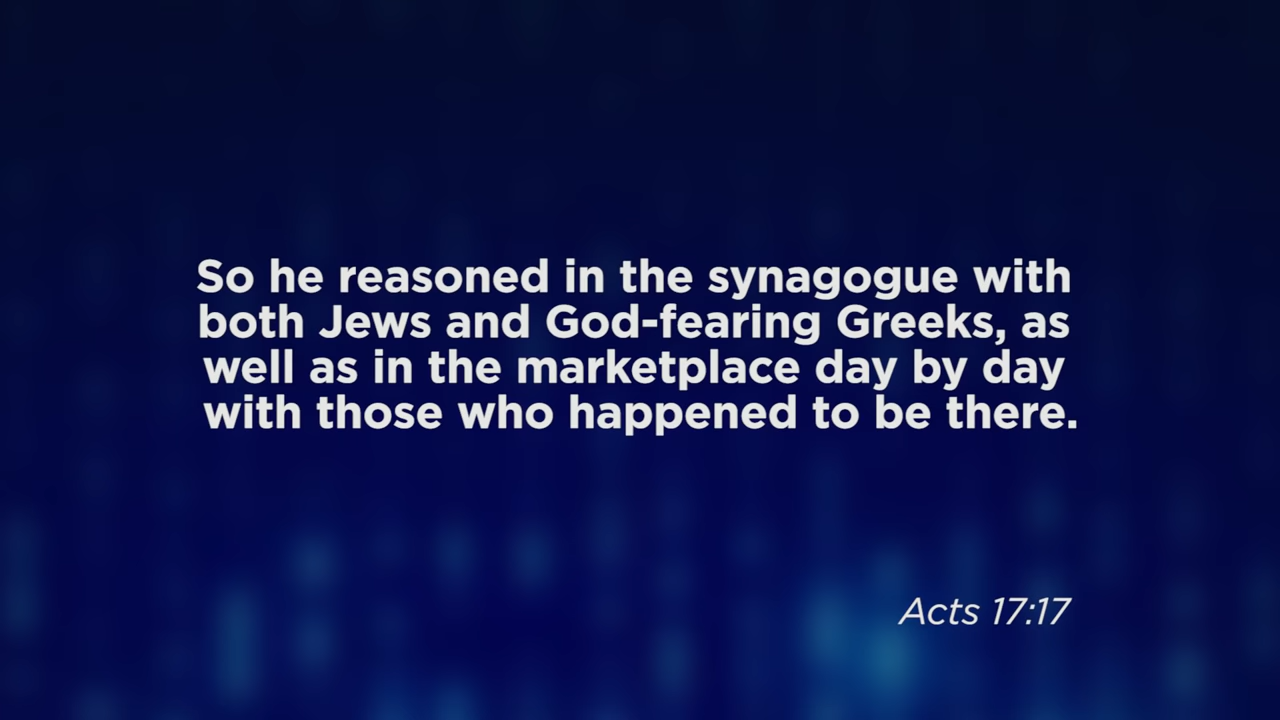 So he reasoned in the synagogue with
both Jews and God-fearing Greeks, as
well as in the marketplace day by day
with those who happened to be there.
Acts 17:17